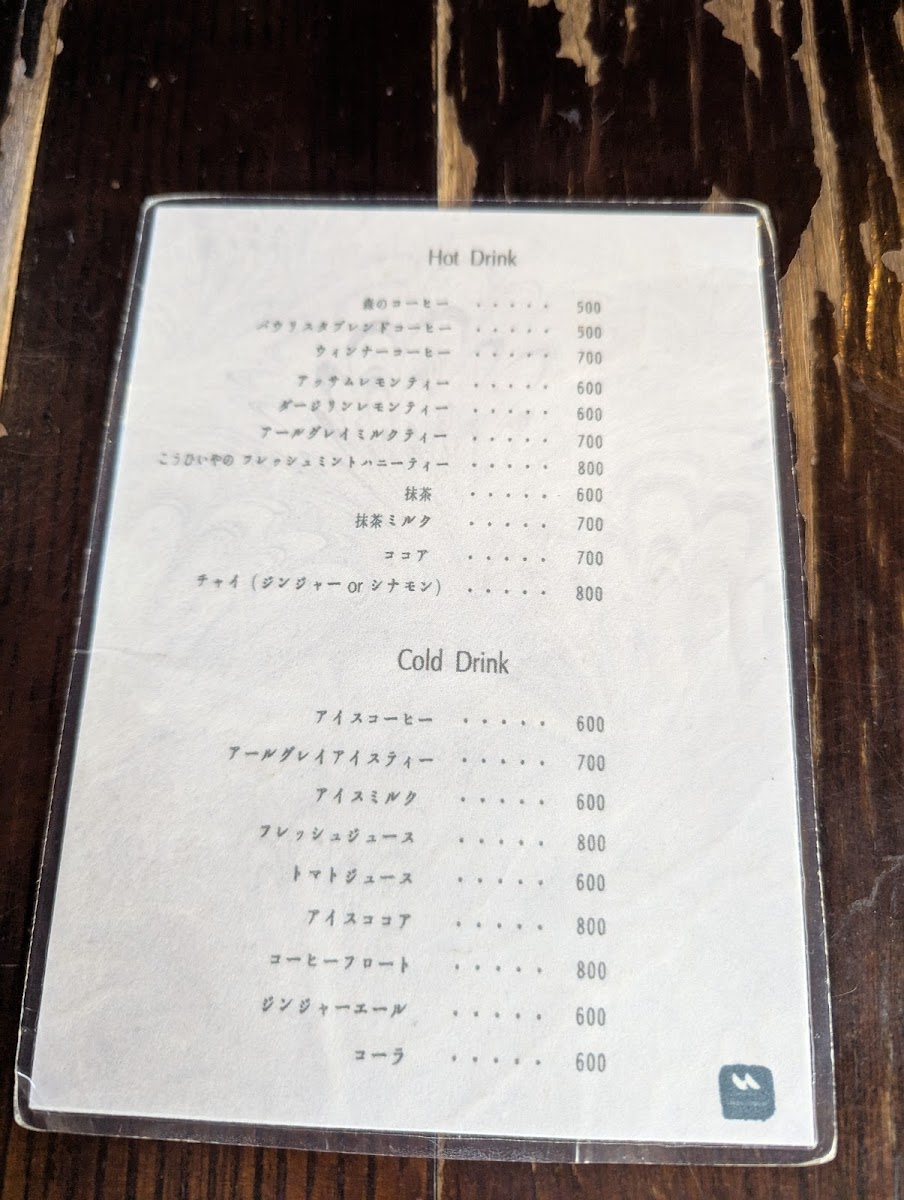 Hot Drink
森のコーヒー ・・・・・ 500
パウリスタブレンドコーヒー ・・・・・ 500
ウィンナーコーヒー ・・・・・ 700
アッサムレモンティー ・・・・・ 600
ダージリンレモンティー ・・・・・ 600
アールグレイミルクティー ・・・・・ 700
こうひいやの フレッシュミントハニーティー ・・・・・ 800
抹茶 ・・・・・ 600
抹茶ミルク ・・・・・ 700
ココア ・・・・・ 700
チャイ（ジンジャー or シナモン） ・・・・・ 800
Cold Drink
アイスコーヒー ・・・・・ 600
アールグレイアイスティー ・・・・・ 700
アイスミルク ・・・・・ 600
フレッシュジュース ・・・・・ 800
トマトジュース ・・・・・ 600
アイスココア ・・・・・ 800
コーヒーフロート ・・・・・ 800
ジンジャーエール ・・・・・ 600
コーラ ・・・・・ 600